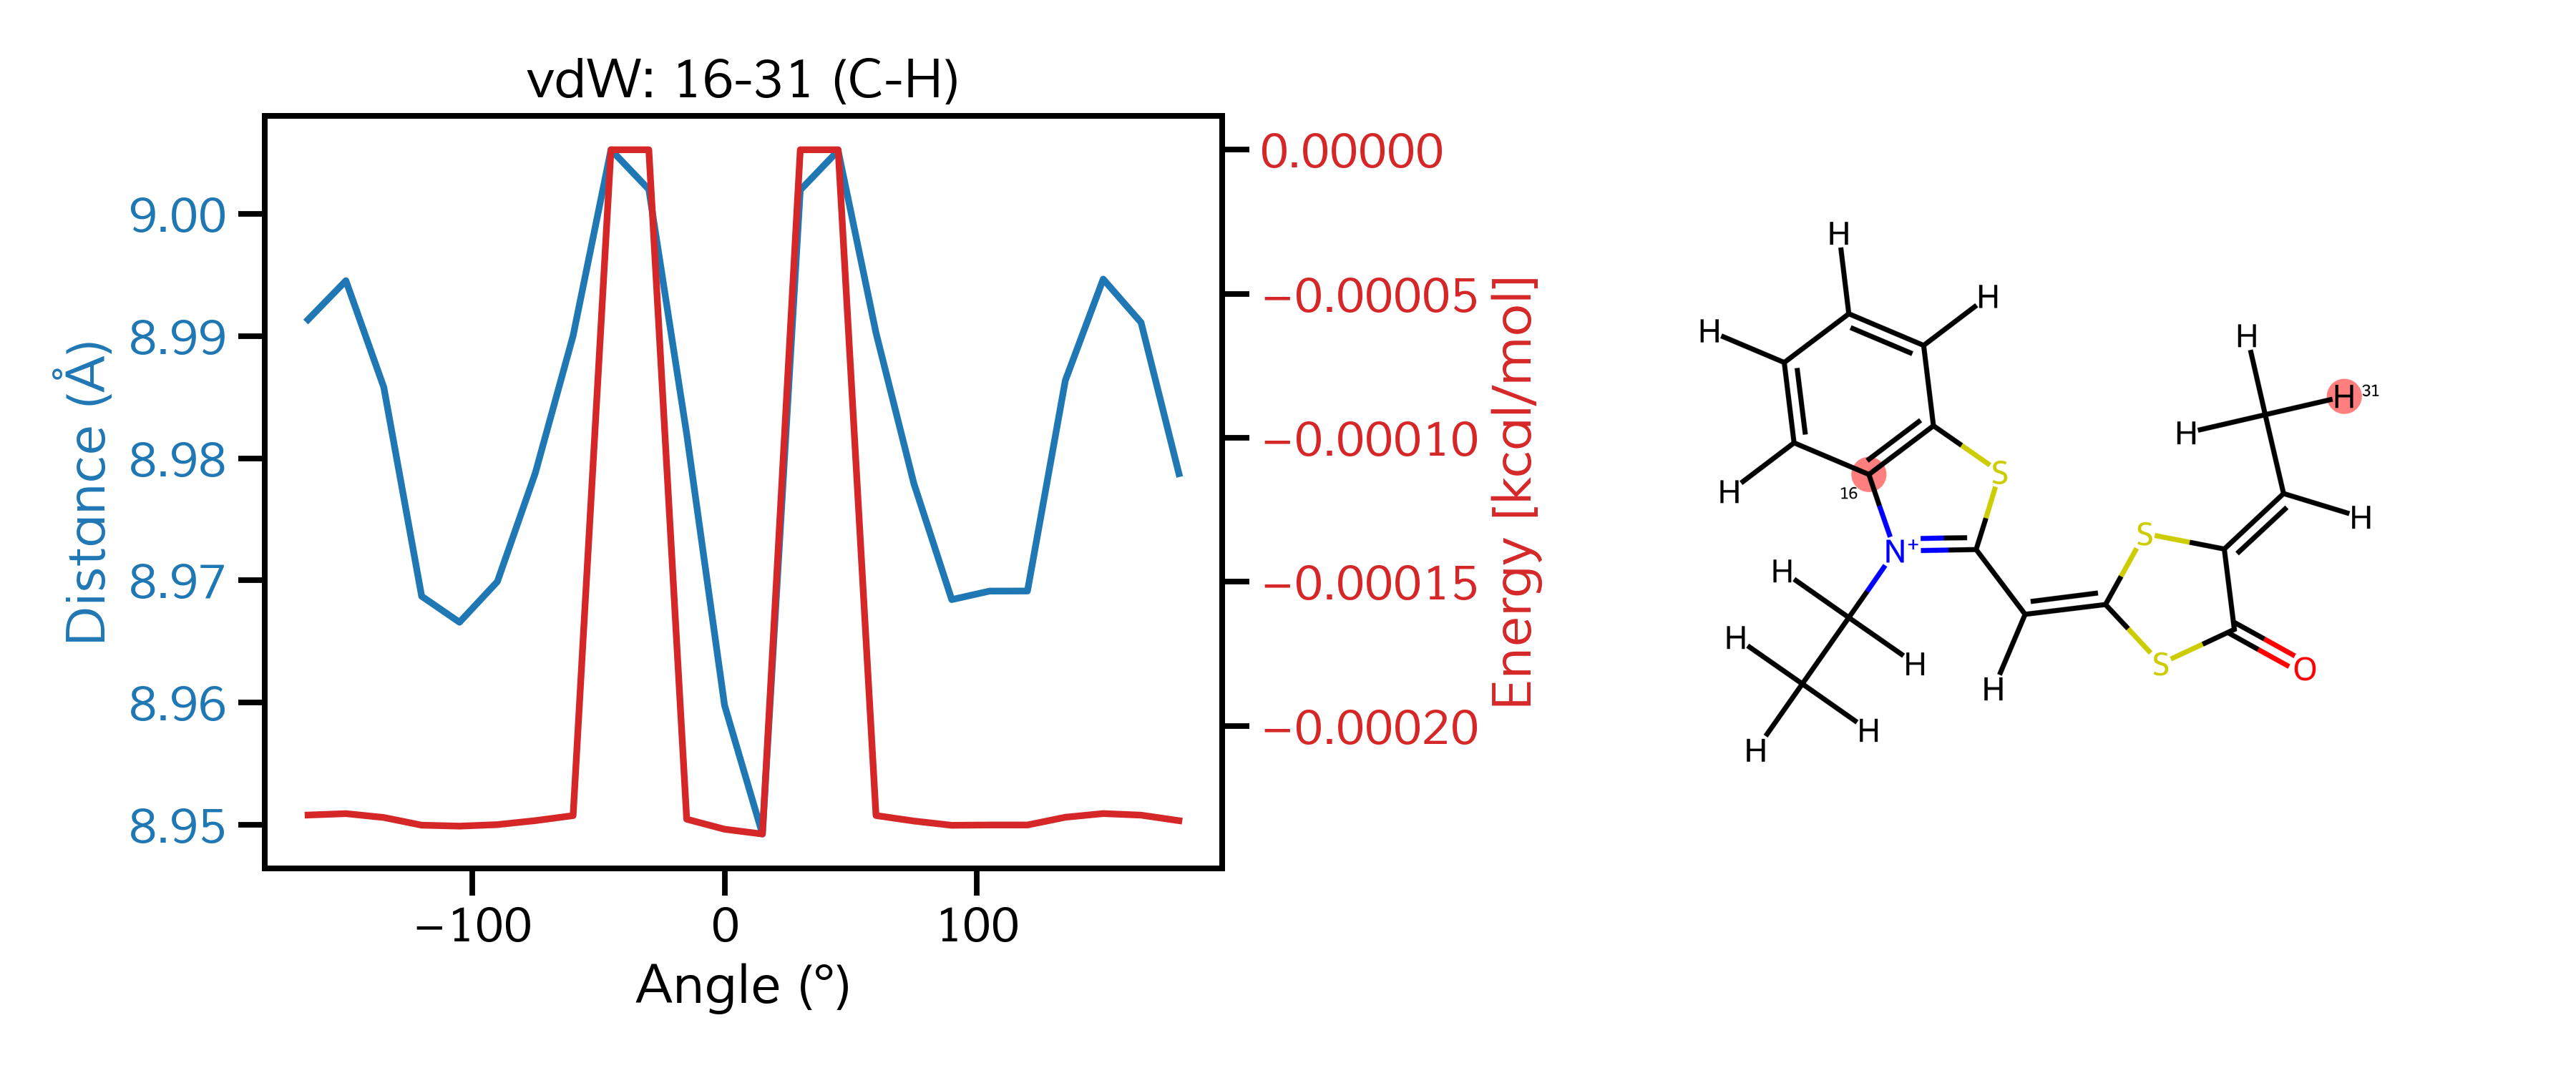 vdW: 16-31 (C-H)
Distance (Å)
9.00
8.99
8.98
8.97
8.96
8.95
−100
0
100
Angle (°)
0.00000
−0.00005
−0.00010
−0.00015
−0.00020
Energy [kcal/mol]
H
H
H
H
H
H 31
H
16
S
H
S
N+
H
H
H
S
O
H
H
H